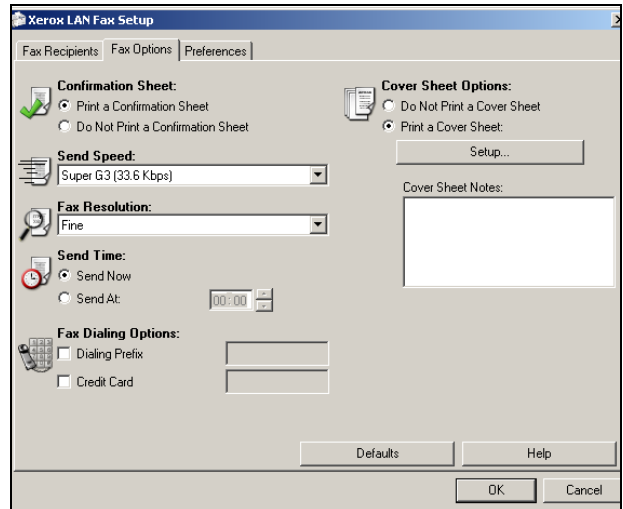 Xerox LAN Fax Setup
Fax Recipients Fax Options Preferences
Confirmation Sheet:
Print a Confirmation Sheet
Do Not Print a Confirmation Sheet
Send Speed:
Super G3 (33.6 Kbps)
Fax Resolution:
Fine
Send Time:
Send Now
Send At: 00:00
Fax Dialing Options:
Dialing Prefix
Credit Card
Cover Sheet Options:
Do Not Print a Cover Sheet
Print a Cover Sheet:
Setup...
Cover Sheet Notes:
Defaults Help
OK Cancel